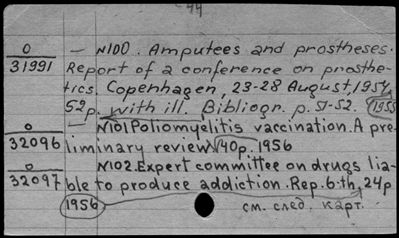 44
0 — N100. Amputees and prostheses.
31991 Report of a conference on prosthe-
tics. Copenhagen, 23-28 August, 1954.
52p. with ill. Bibliogr. p. 51-52. 1955
0 — N101 Poliomyelitis vaccination. A pre-
32096 liminary review. 40p. 1956
0 N102. Expert committee on drugs lia-
32097 ble to produce addiction. Rep. 6-th, 24p
1956 см. след. карт.